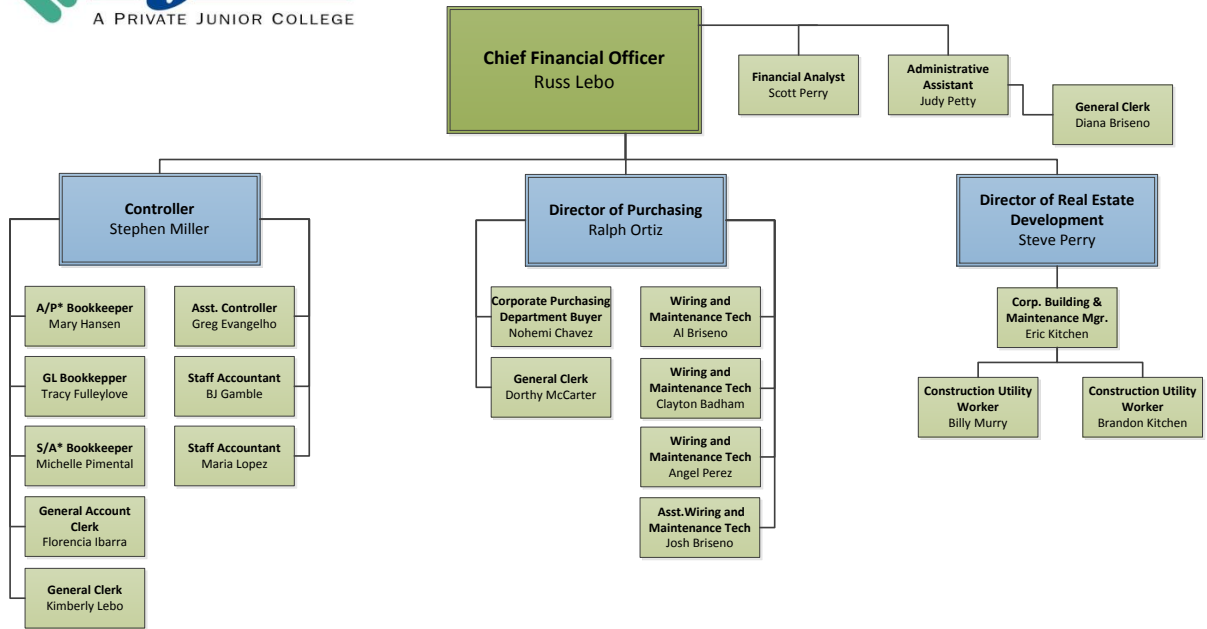 A PRIVATE JUNIOR COLLEGE
Chief Financial Officer
Russ Lebo
Financial Analyst
Scott Perry
Administrative
Assistant
Judy Petty
General Clerk
Diana Briseno
Controller
Stephen Miller
Director of Purchasing
Ralph Ortiz
Director of Real Estate
Development
Steve Perry
A/P* Bookkeeper
Mary Hansen
Asst. Controller
Greg Evangelho
GL Bookkepper
Tracy Fulleylove
Staff Accountant
BJ Gamble
S/A* Bookkeeper
Michelle Pimental
Staff Accountant
Maria Lopez
General Account
Clerk
Florencia Ibarra
General Clerk
Kimberly Lebo
Corporate Purchasing
Department Buyer
Nohemi Chavez
Wiring and
Maintenance Tech
Al Briseno
General Clerk
Dorthy McCarter
Wiring and
Maintenance Tech
Clayton Badham
Wiring and
Maintenance Tech
Angel Perez
Asst.Wiring and
Maintenance Tech
Josh Briseno
Corp. Building &
Maintenance Mgr.
Eric Kitchen
Construction Utility
Worker
Billy Murry
Construction Utility
Worker
Brandon Kitchen